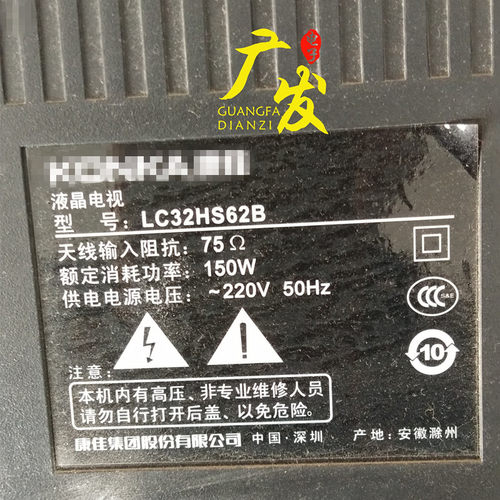 广发
电子
GUANGFA
DIANZI
液晶电视
型 号: LC32HS62B
天线输入阻抗: 75Ω
额定消耗功率: 150W
供电电源电压: ~220V 50Hz
CCC S&E
10
注意:
本机内有高压、非专业维修人员
请勿自行打开后盖、以免危险。
康佳集团股份有限公司 中国·深圳 产地:安徽滁州